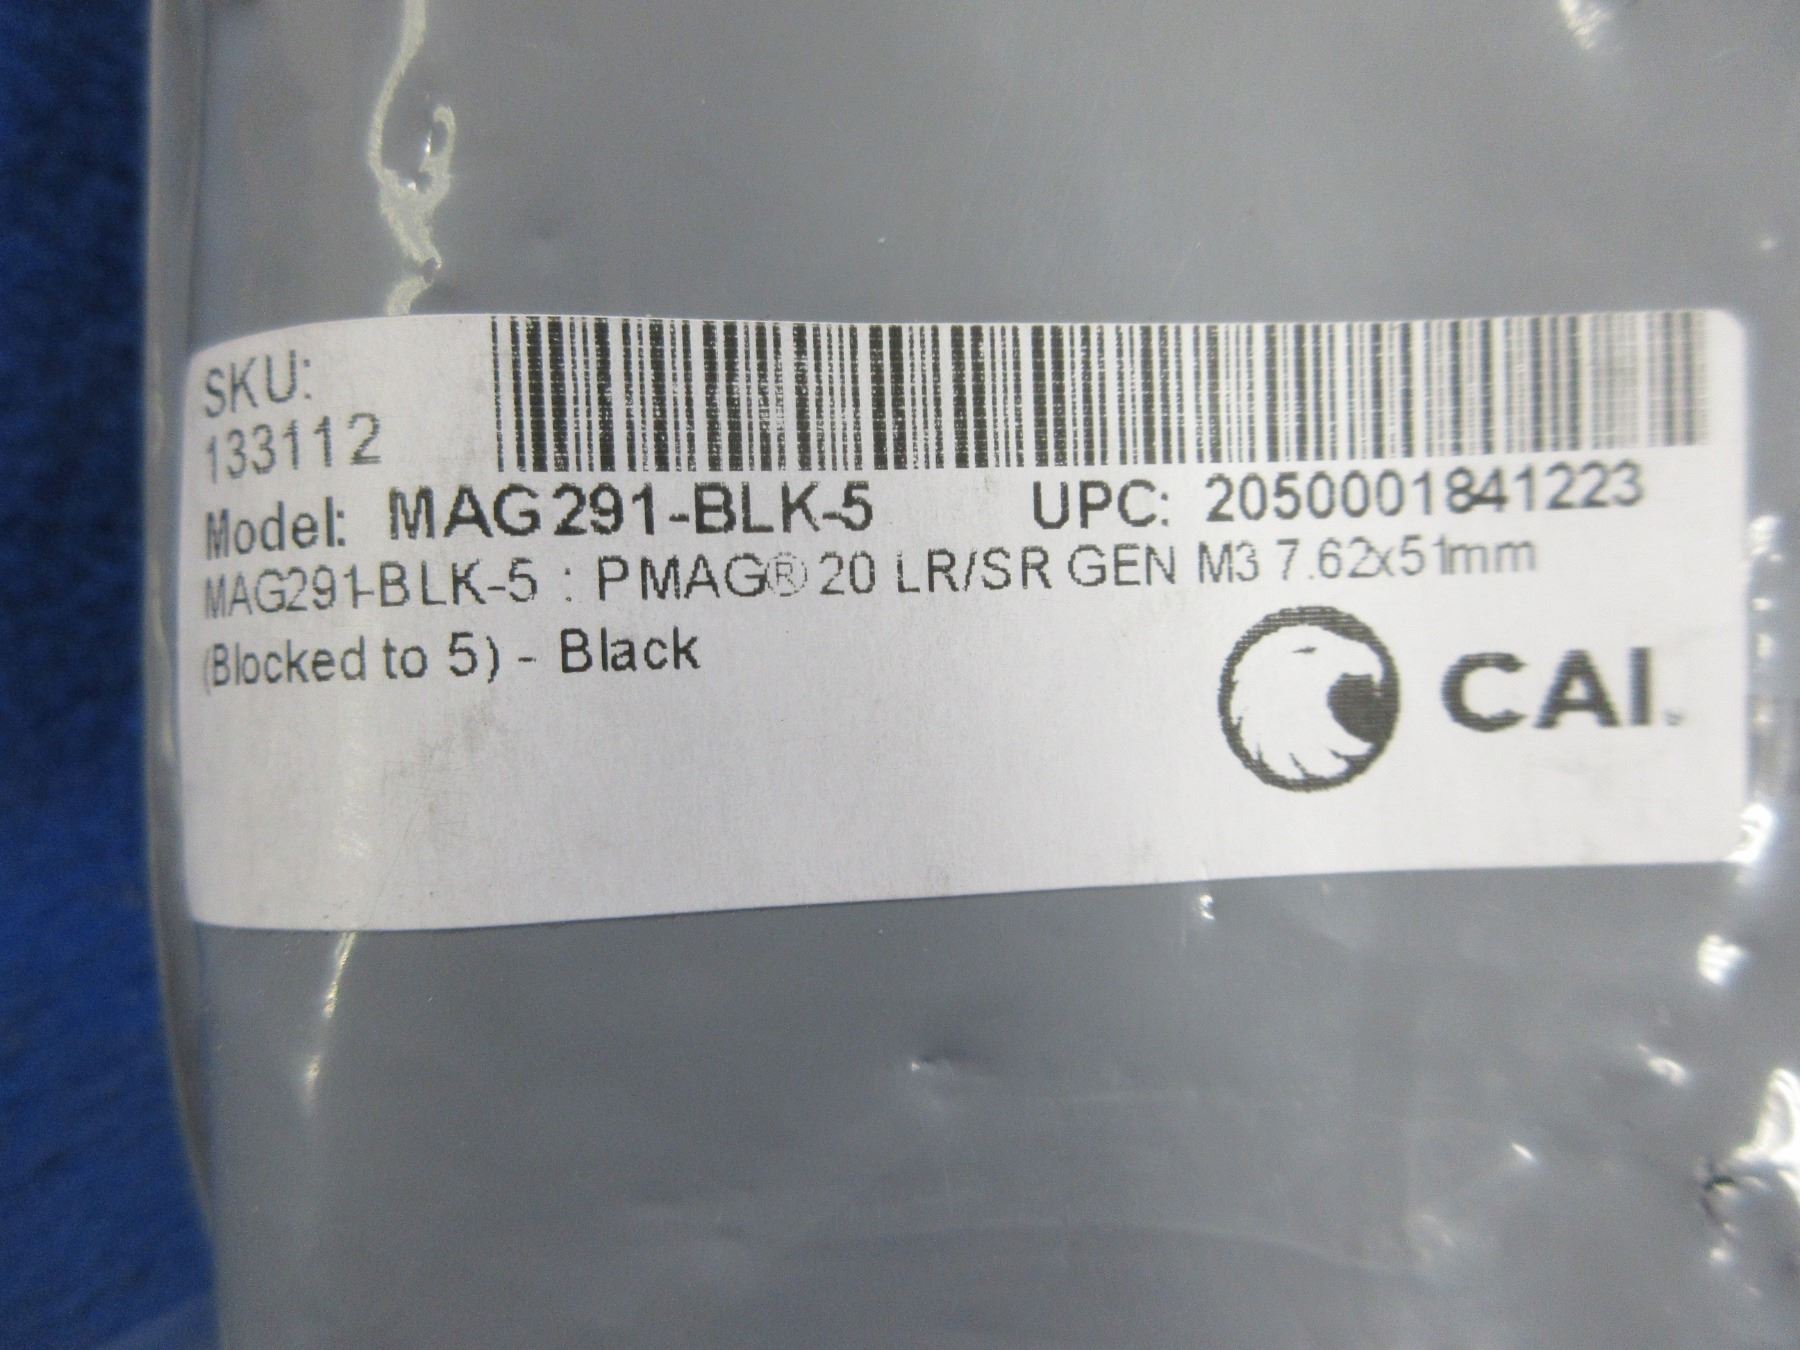 SKU:
133112
Model: MAG291-BLK-5 UPC: 2050001841223
MAG291-BLK-5 : PMAG® 20 LR/SR GEN M3 7.62x51mm
(Blocked to 5) - Black
CAI